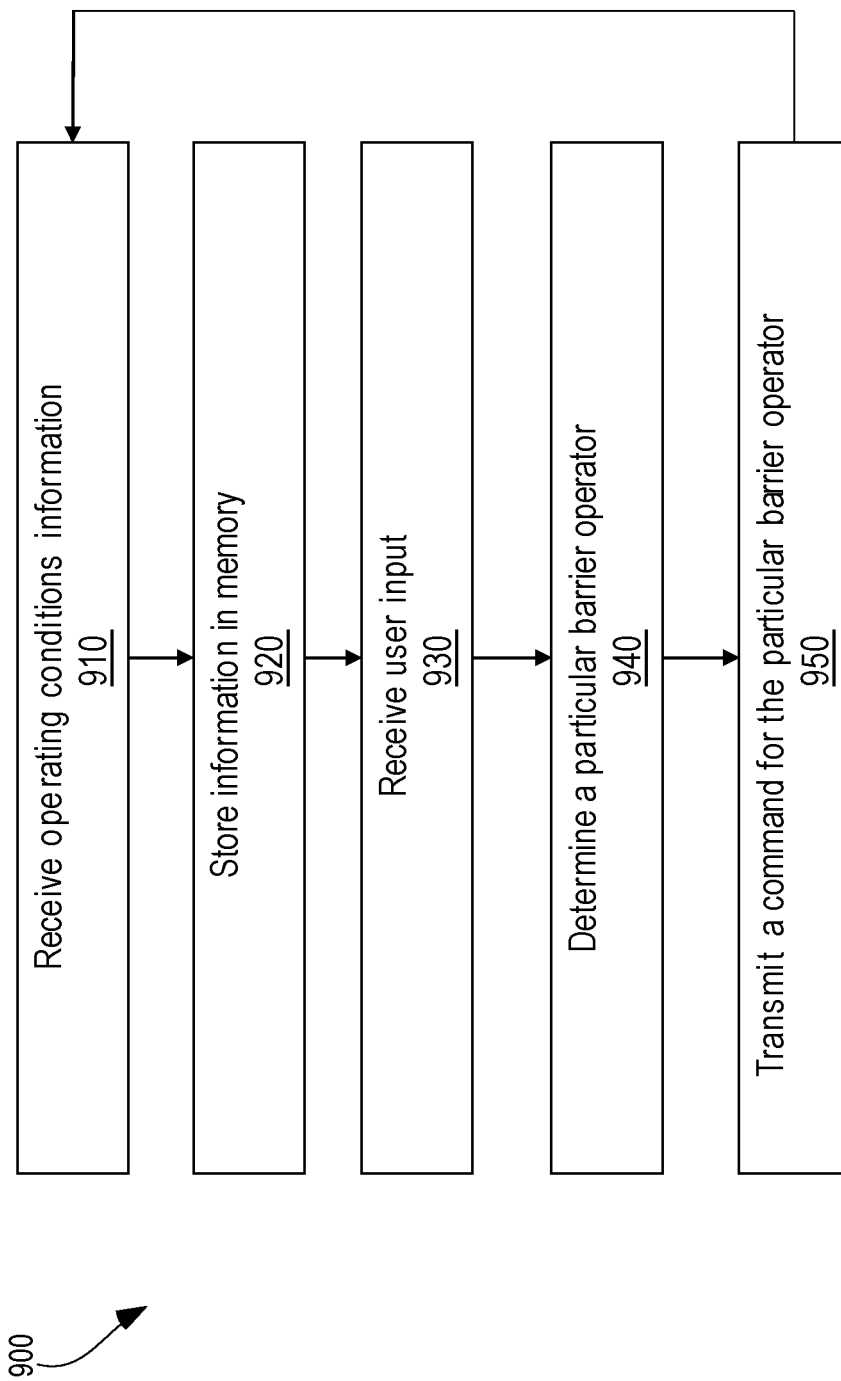 900
Receive operating conditions information
910
Store information in memory
920
Receive user input
930
Determine a particular barrier operator
940
Transmit a command for the particular barrier operator
950